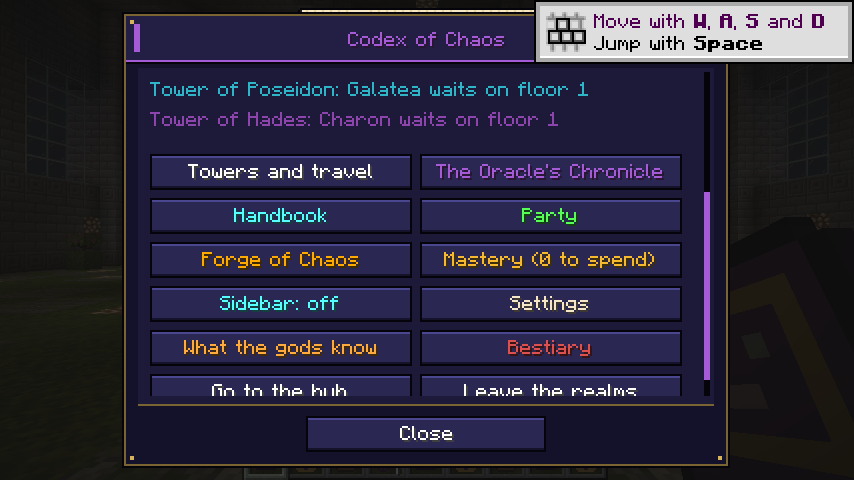 Codex of Chaos
Move with W, A, S and D
Jump with Space
Tower of Poseidon: Galatea waits on floor 1
Tower of Hades: Charon waits on floor 1
Towers and travel
The Oracle's Chronicle
Handbook
Party
Forge of Chaos
Mastery (0 to spend)
Sidebar: off
Settings
What the gods know
Bestiary
Go to the hub
Leave the realms
Close